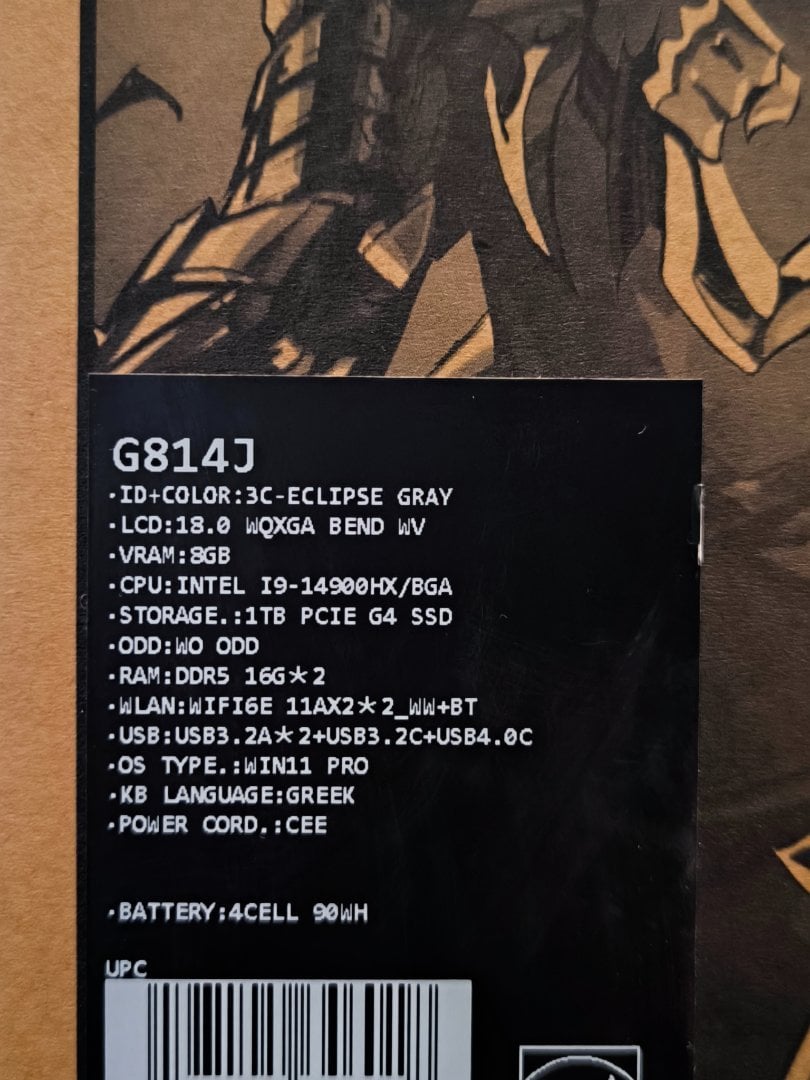 G814J
·ID+COLOR:3C-ECLIPSE GRAY
·LCD:18.0 WQXGA BEND WV
·VRAM:8GB
·CPU:INTEL I9-14900HX/BGA
·STORAGE.:1TB PCIE G4 SSD
·ODD:WO ODD
·RAM:DDR5 16G*2
·WLAN:WIFI6E 11AX2*2_WW+BT
·USB:USB3.2A*2+USB3.2C+USB4.0C
·OS TYPE.:WIN11 PRO
·KB LANGUAGE:GREEK
·POWER CORD.:CEE
·BATTERY:4CELL 90WH
UPC